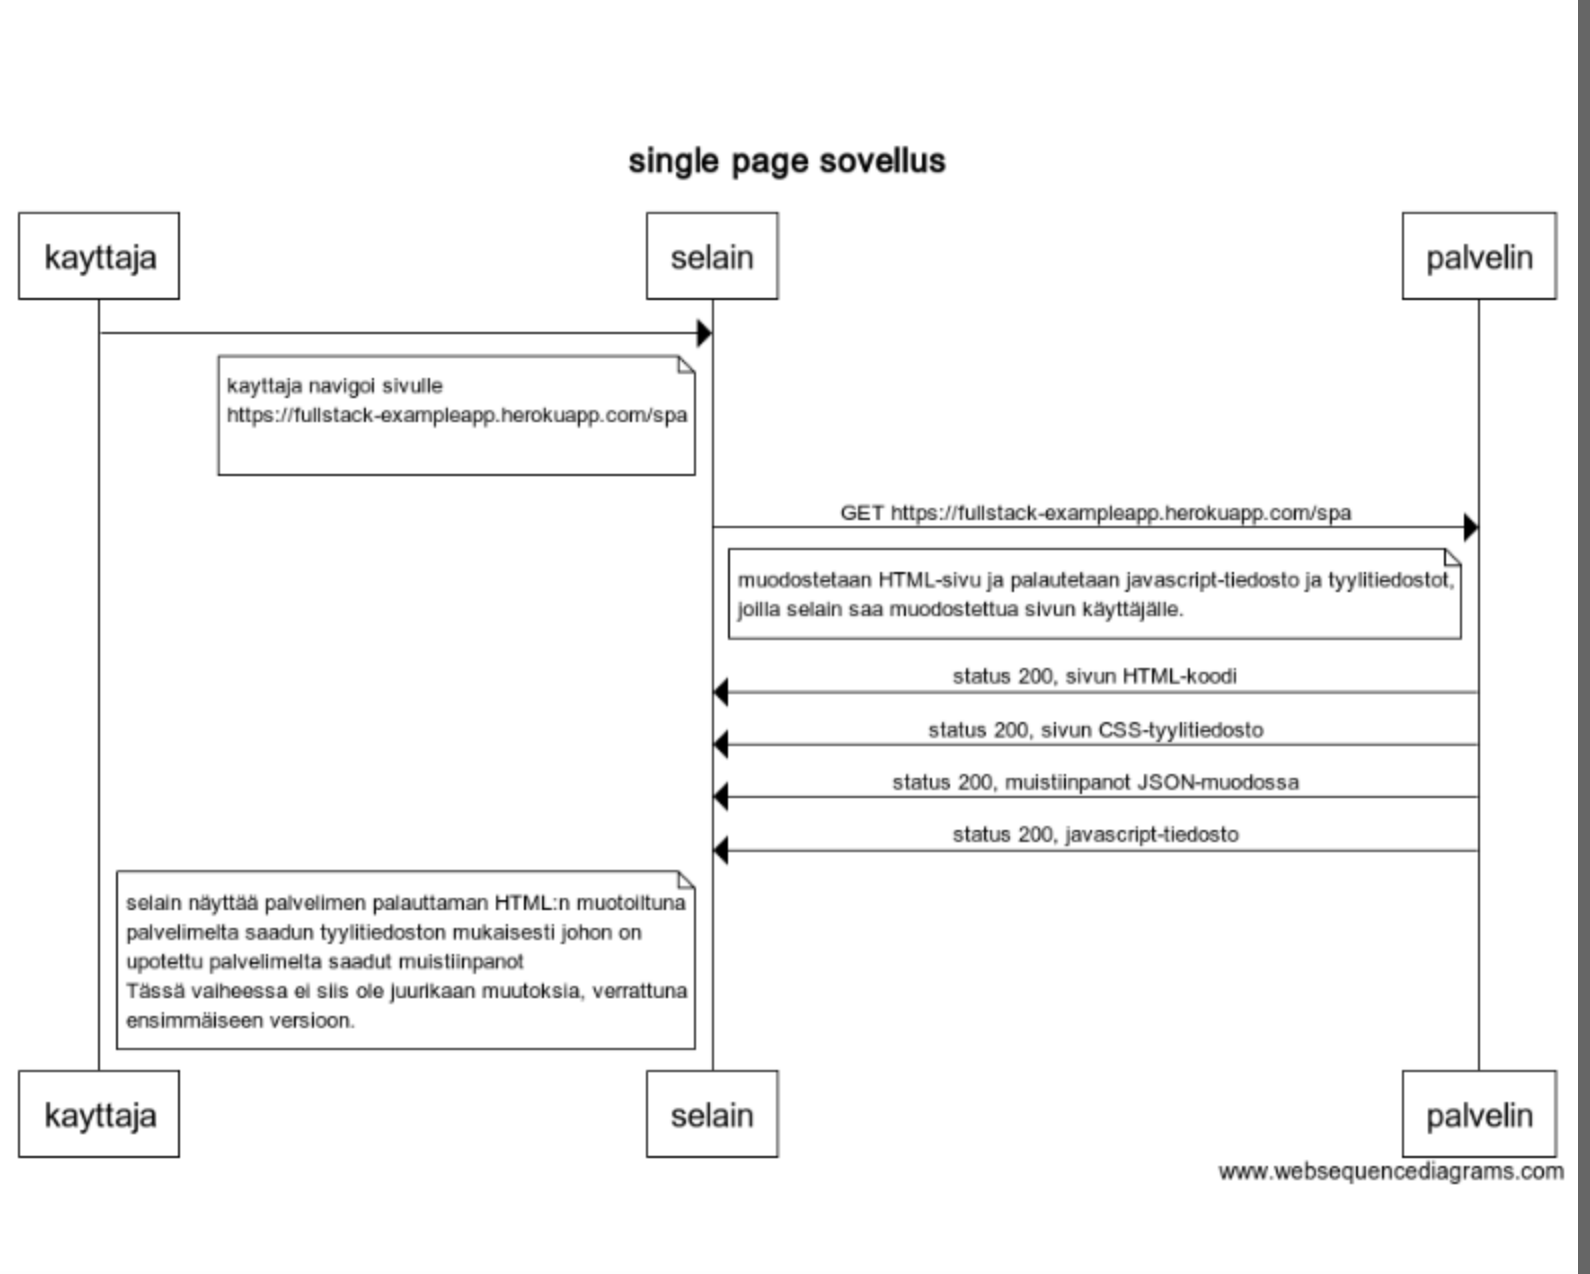 single page sovellus
kayttaja
selain
palvelin
kayttaja navigoi sivulle
https://fullstack-exampleapp.herokuapp.com/spa
GET https://fullstack-exampleapp.herokuapp.com/spa
muodostetaan HTML-sivu ja palautetaan javascript-tiedosto ja tyylitiedostot,
joilla selain saa muodostettua sivun käyttäjälle.
status 200, sivun HTML-koodi
status 200, sivun CSS-tyylitiedosto
status 200, muistiinpanot JSON-muodossa
status 200, javascript-tiedosto
selain näyttää palvelimen palauttaman HTML:n muotoiltuna
palvelimelta saadun tyylitiedoston mukaisesti johon on
upotettu palvelimelta saadut muistiinpanot
Tässä vaiheessa ei siis ole juurikaan muutoksia, verrattuna
ensimmäiseen versioon.
kayttaja
selain
palvelin
www.websequencediagrams.com